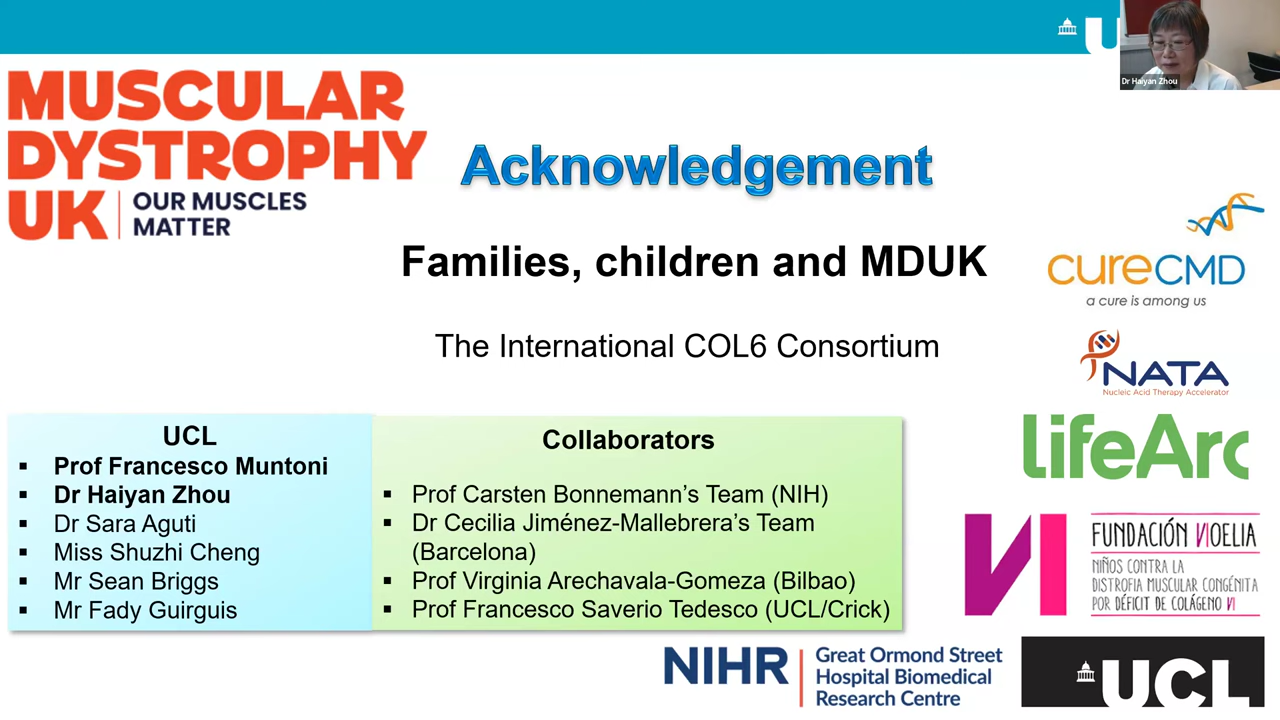 U
Dr Haiyan Zhou
MUSCULAR
DYSTROPHY
UK
OUR MUSCLES
MATTER
Acknowledgement
Families, children and MDUK
The International COL6 Consortium
UCL
▪ Prof Francesco Muntoni
▪ Dr Haiyan Zhou
▪ Dr Sara Aguti
▪ Miss Shuzhi Cheng
▪ Mr Sean Briggs
▪ Mr Fady Guirguis
Collaborators
▪ Prof Carsten Bonnemann’s Team (NIH)
▪ Dr Cecilia Jiménez-Mallebrera’s Team
(Barcelona)
▪ Prof Virginia Arechavala-Gomeza (Bilbao)
▪ Prof Francesco Saverio Tedesco (UCL/Crick)
cureCMD
a cure is among us
NATA
Nucleic Acid Therapy Accelerator
lifeArc
FUNDACIÓN NOELIA
NIÑOS CONTRA LA
DISTROFIA MUSCULAR CONGÉNITA
POR DÉFICIT DE COLÁGENO VI
NIHR
Great Ormond Street
Hospital Biomedical
Research Centre
UCL